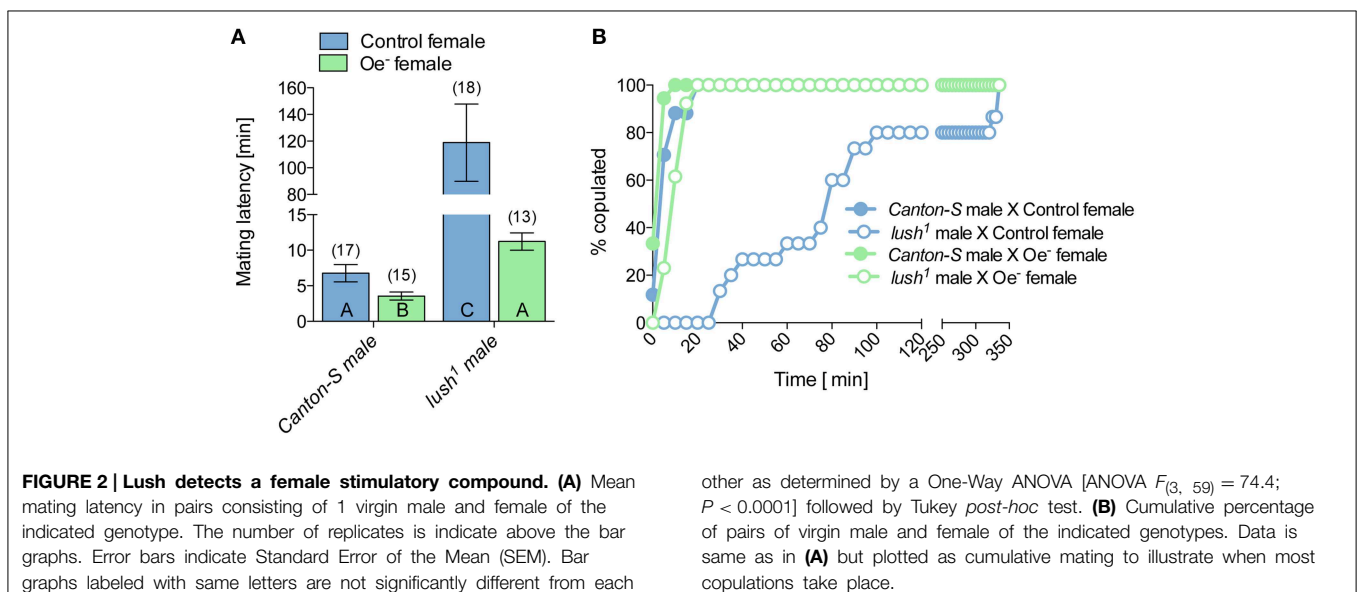 A
Control female
Oe- female
Mating latency [min]
160
140
120
100
80
60
15
10
5
0
(17)
(15)
(18)
(13)
A
B
C
A
Canton-S male
lush1 male
B
% copulated
100
80
60
40
20
0
Canton-S male X Control female
lush1 male X Control female
Canton-S male X Oe- female
lush1 male X Oe- female
0
20
40
60
80
100
120
250
300
350
Time [ min]
FIGURE 2 | Lush detects a female stimulatory compound. (A) Mean
mating latency in pairs consisting of 1 virgin male and female of the
indicated genotype. The number of replicates is indicate above the bar
graphs. Error bars indicate Standard Error of the Mean (SEM). Bar
graphs labeled with same letters are not significantly different from each
other as determined by a One-Way ANOVA [ANOVA F(3, 59) = 74.4;
P < 0.0001] followed by Tukey post-hoc test. (B) Cumulative percentage
of pairs of virgin male and female of the indicated genotypes. Data is
same as in (A) but plotted as cumulative mating to illustrate when most
copulations take place.